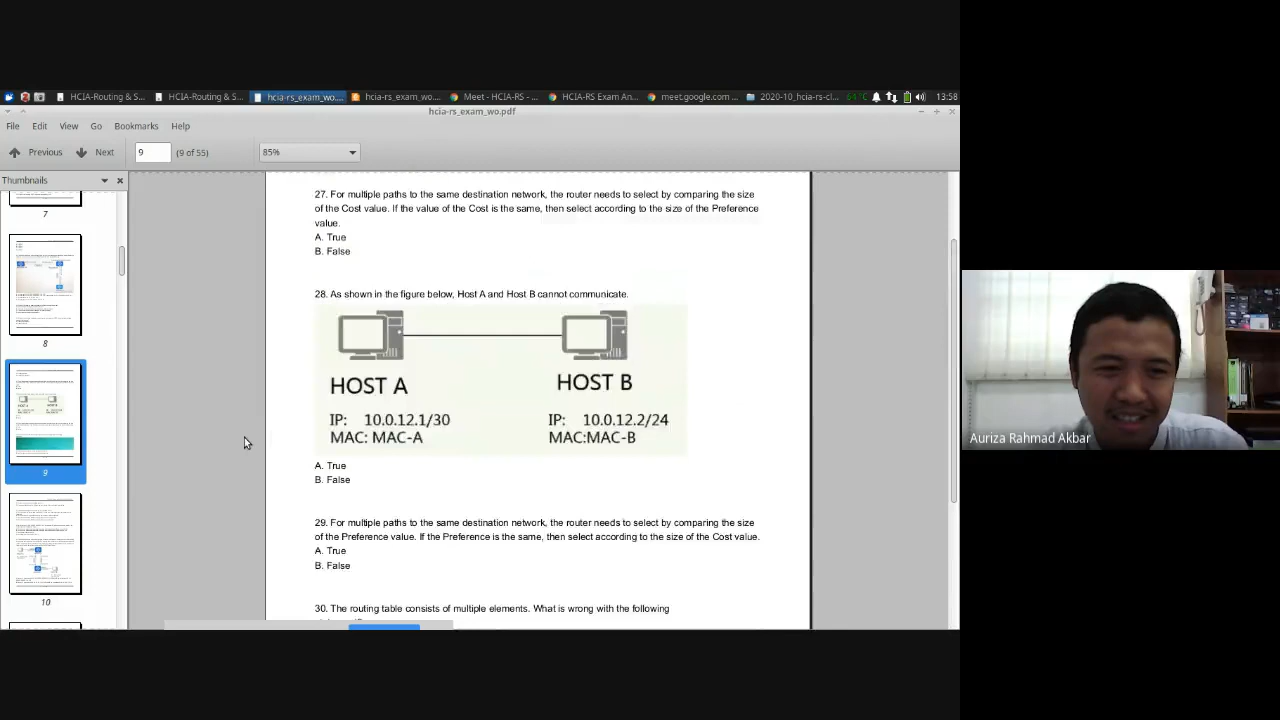 HCIA-Routing & S...
HCIA-Routing & S...
hcia-rs_exam_wo....
hcia-rs_exam_wo....
Meet - HCIA-RS - ...
HCIA-RS Exam An...
meet.google.com ...
2020-10_hcia-rs-cl...
64°C
13:58
hcia-rs_exam_wo.pdf
File Edit View Go Bookmarks Help
Previous Next 9 (9 of 55) 85%
Thumbnails
7
8
9
10
27. For multiple paths to the same destination network, the router needs to select by comparing the size
of the Cost value. If the value of the Cost is the same, then select according to the size of the Preference
value.
A. True
B. False
28. As shown in the figure below, Host A and Host B cannot communicate.
HOST A
HOST B
IP: 10.0.12.1/30
IP: 10.0.12.2/24
MAC: MAC-A
MAC:MAC-B
A. True
B. False
29. For multiple paths to the same destination network, the router needs to select by comparing the size
of the Preference value. If the Preference is the same, then select according to the size of the Cost value.
A. True
B. False
30. The routing table consists of multiple elements. What is wrong with the following
Auriza Rahmad Akbar